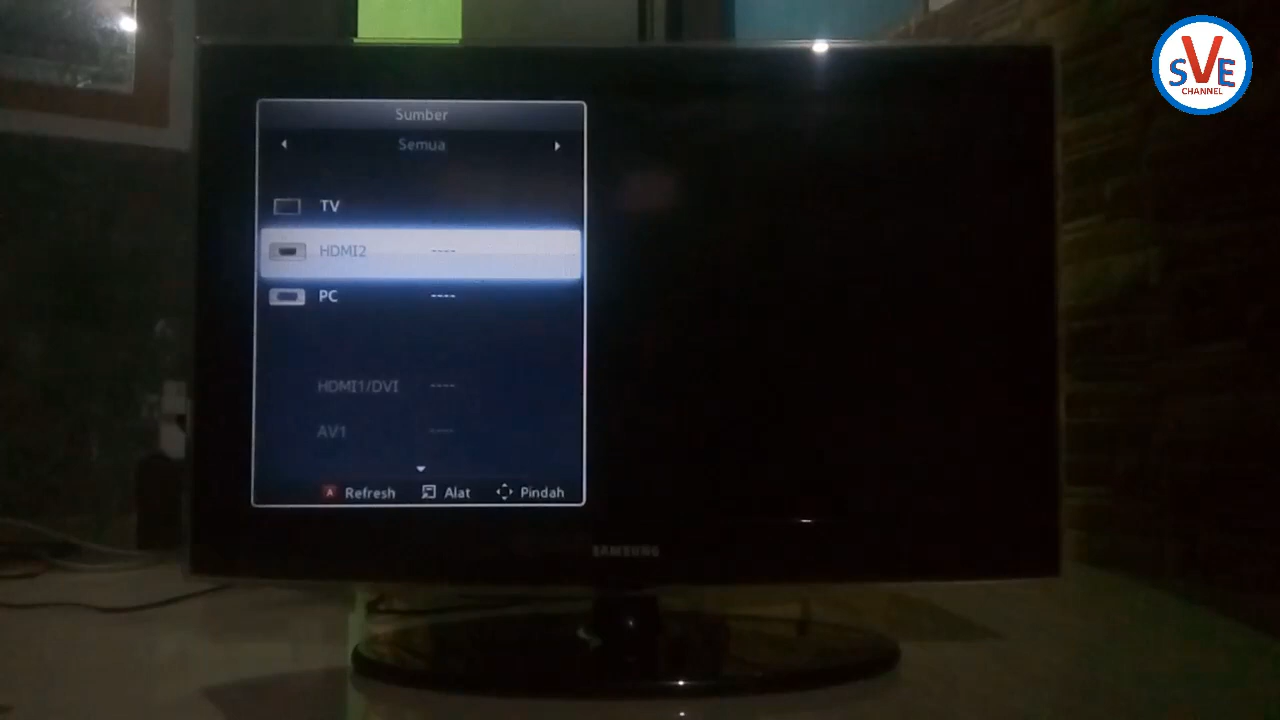 SVE
CHANNEL
Sumber
Semua
TV
HDMI2 ----
PC ----
HDMI1/DVI ----
AV1 ----
A Refresh Alat Pindah
SAMSUNG